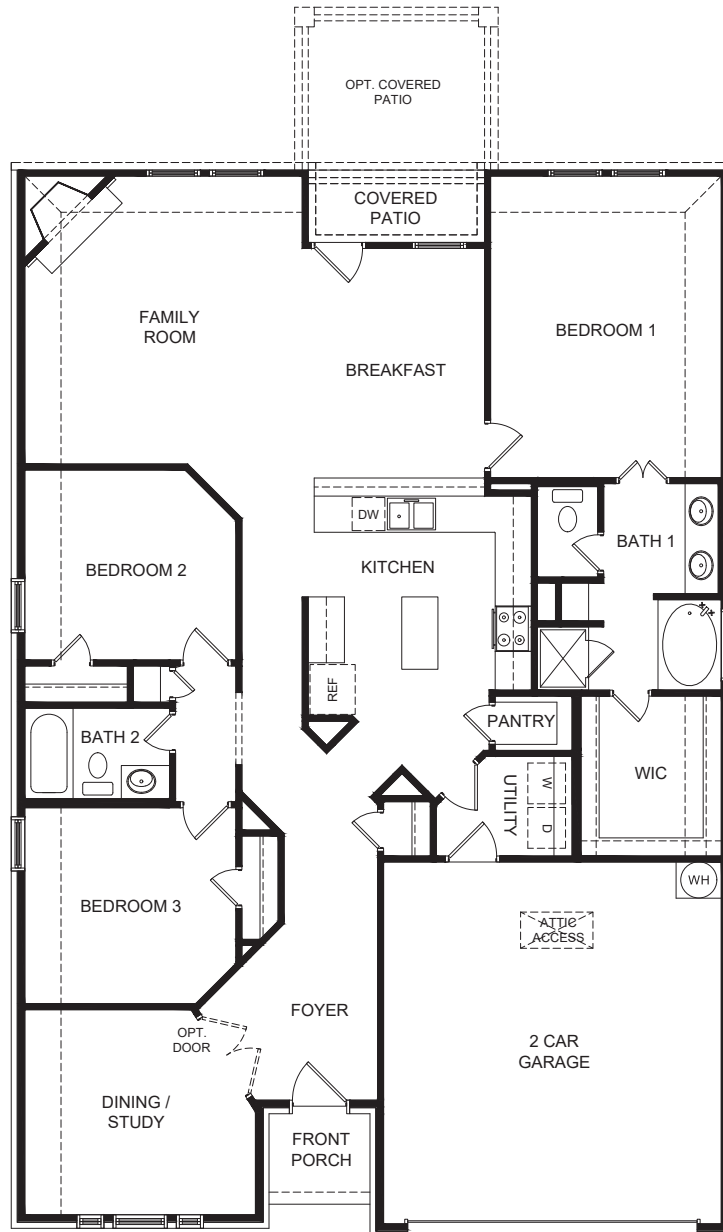 OPT. COVERED
PATIO
COVERED
PATIO
FAMILY
ROOM
BEDROOM 1
BREAKFAST
DW
BATH 1
KITCHEN
BEDROOM 2
REF
PANTRY
BATH 2
WIC
UTILITY
W
D
WH
BEDROOM 3
ATTIC
ACCESS
FOYER
OPT.
DOOR
2 CAR
GARAGE
DINING /
STUDY
FRONT
PORCH